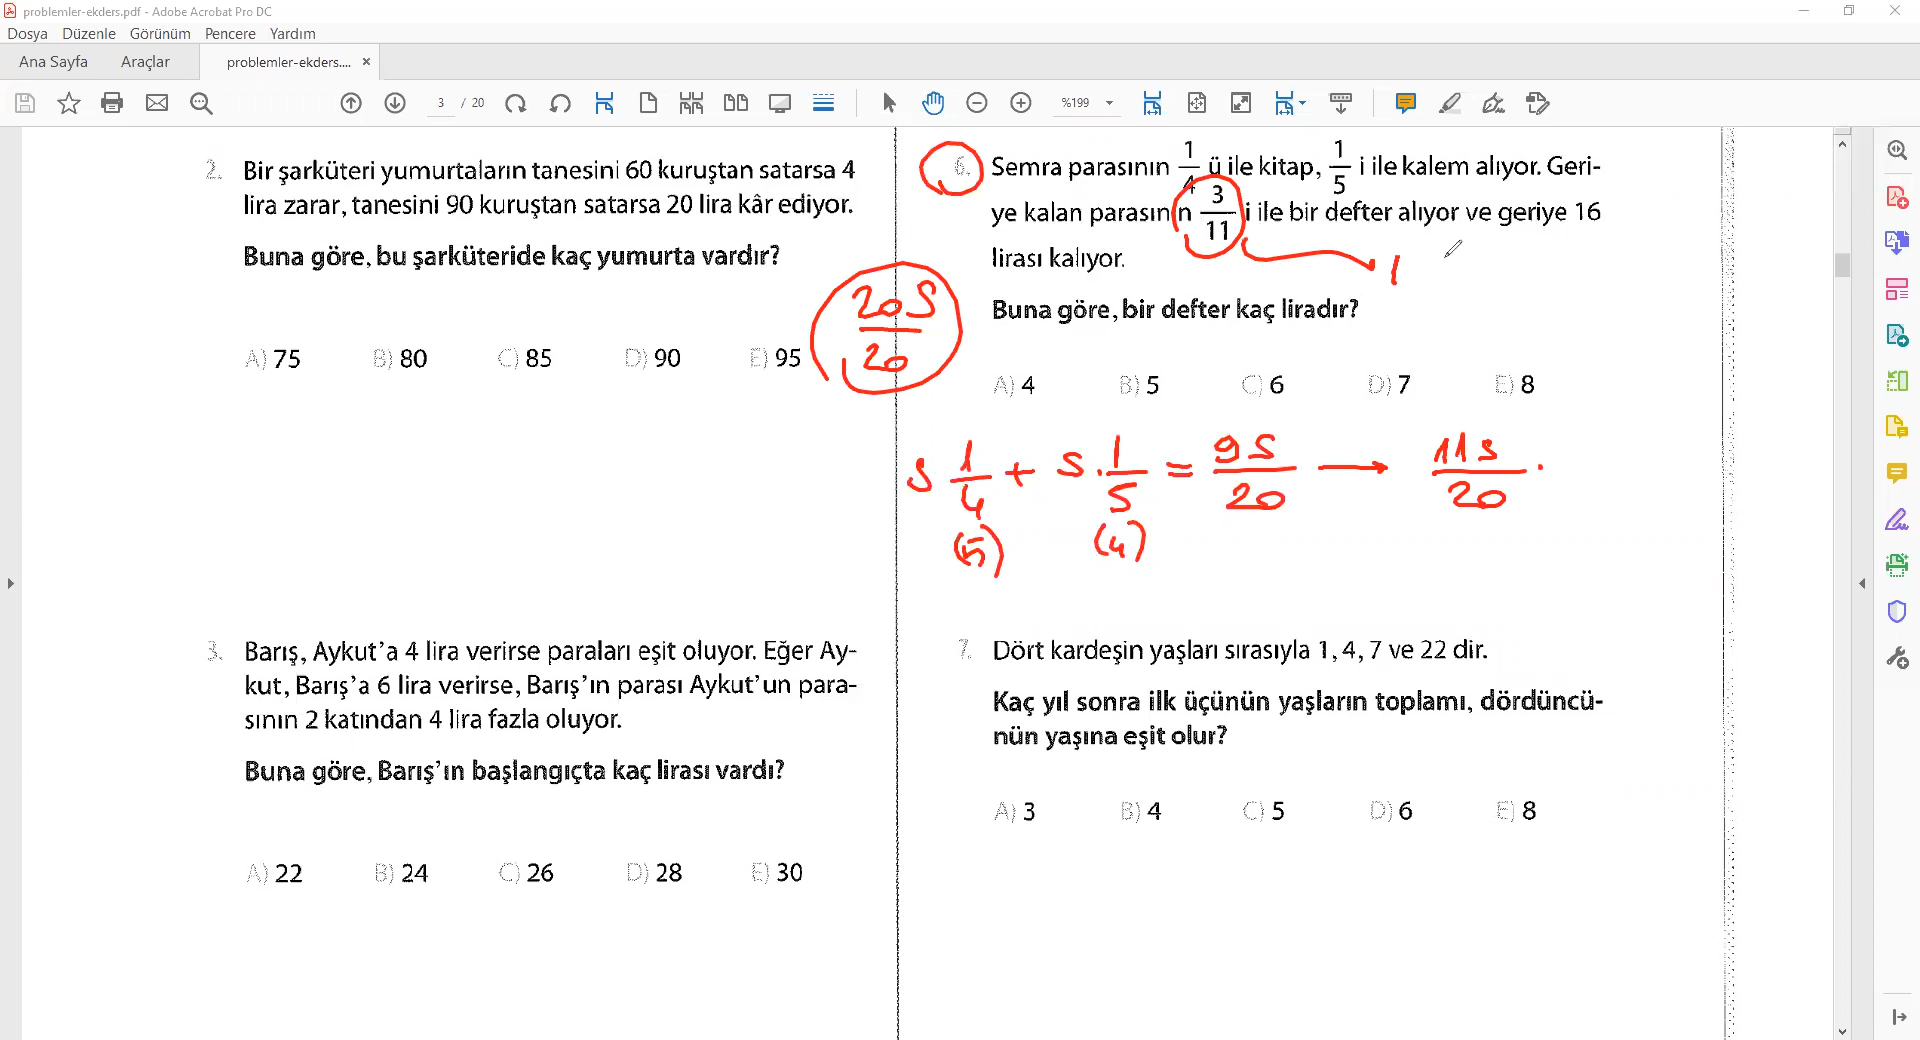 problemler-ekders.pdf - Adobe Acrobat Pro DC
Dosya Düzenle Görünüm Pencere Yardım
Ana Sayfa Araçlar problemler-ekders.... ×
3 / 20 %199
2. Bir şarküteri yumurtaların tanesini 60 kuruştan satarsa 4
lira zarar, tanesini 90 kuruştan satarsa 20 lira kâr ediyor.
Buna göre, bu şarküteride kaç yumurta vardır?
A) 75 B) 80 C) 85 D) 90 E) 95
20S
20
3. Barış, Aykut'a 4 lira verirse paraları eşit oluyor. Eğer Ay-
kut, Barış'a 6 lira verirse, Barış'ın parası Aykut'un para-
sının 2 katından 4 lira fazla oluyor.
Buna göre, Barış'ın başlangıçta kaç lirası vardı?
A) 22 B) 24 C) 26 D) 28 E) 30
6. Semra parasının 1/4 ü ile kitap, 1/5 i ile kalem alıyor. Geri-
ye kalan parasının 3/11 i ile bir defter alıyor ve geriye 16
lirası kalıyor.
1
Buna göre, bir defter kaç liradır?
A) 4 B) 5 C) 6 D) 7 E) 8
S 1/4 + S . 1/5 = 9S/20 → 11S/20 .
(5) (4)
7. Dört kardeşin yaşları sırasıyla 1, 4, 7 ve 22 dir.
Kaç yıl sonra ilk üçünün yaşların toplamı, dördüncü-
nün yaşına eşit olur?
A) 3 B) 4 C) 5 D) 6 E) 8